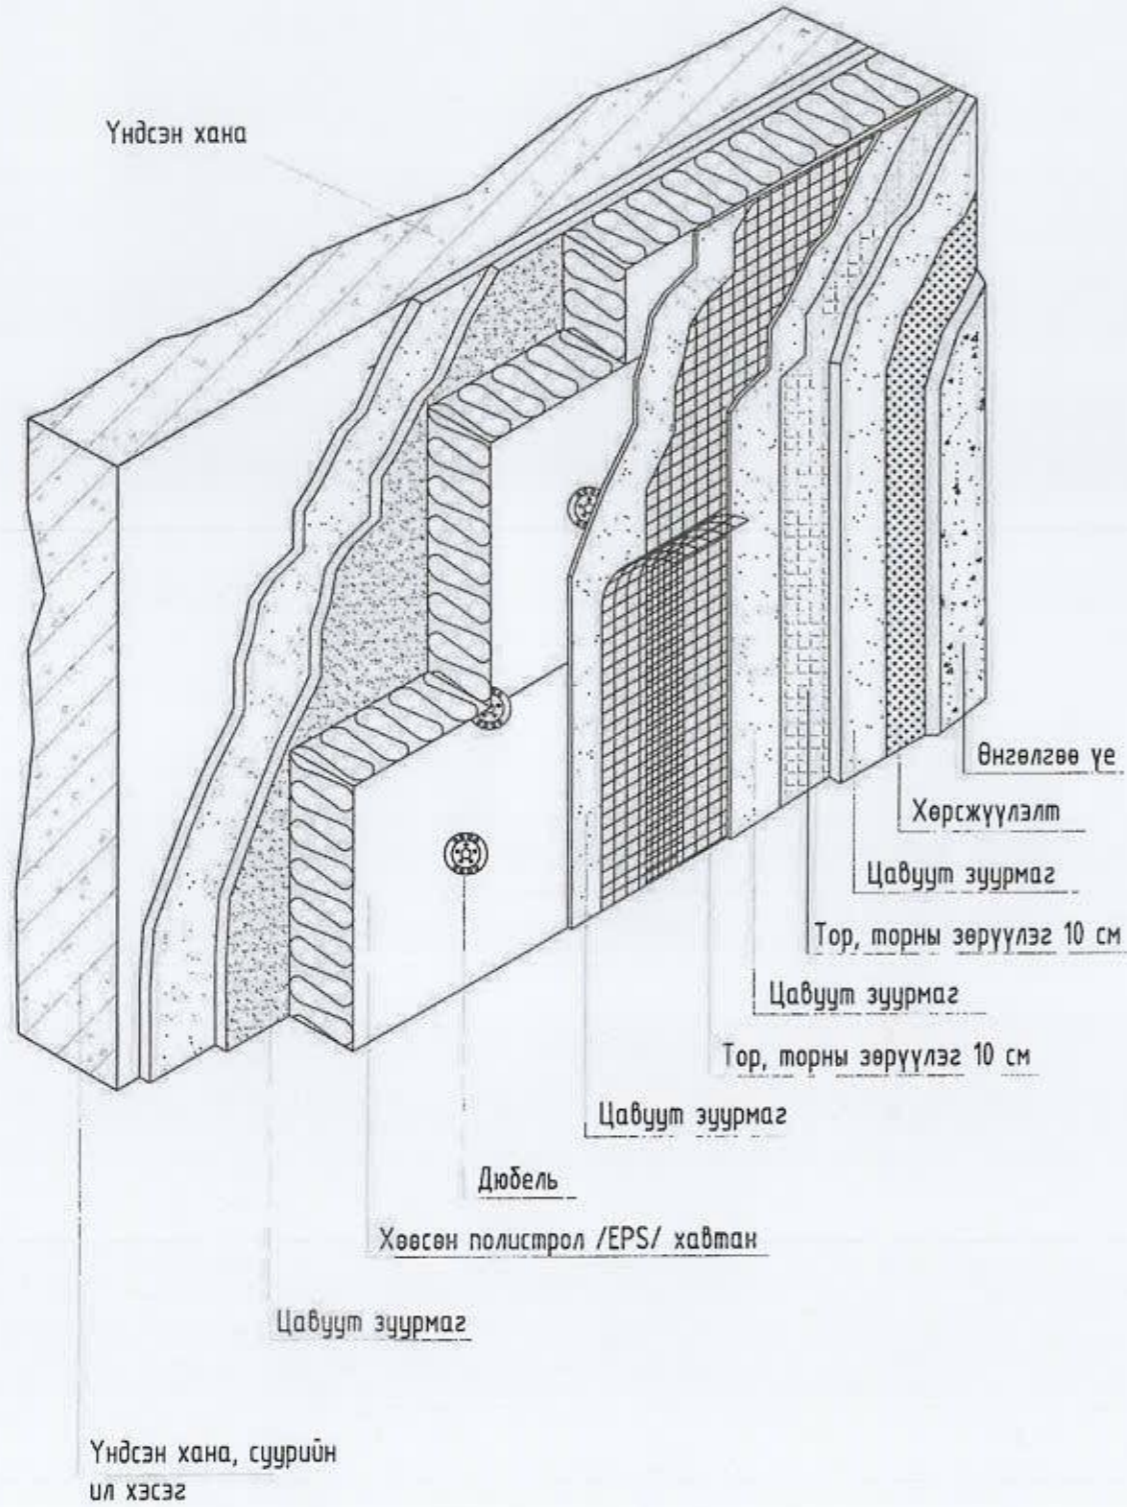 Үндсэн хана
Өнгөлгөө үе
Хөрсжүүлэлт
Цавуут зуурмаг
Тор, торны зөрүүлэг 10 см
Цавуут зуурмаг
Тор, торны зөрүүлэг 10 см
Цавуут зуурмаг
Дюбель
Хөөсөн полистрол /EPS/ хавтан
Цавуут зуурмаг
Үндсэн хана, суурийн
ил хэсэг